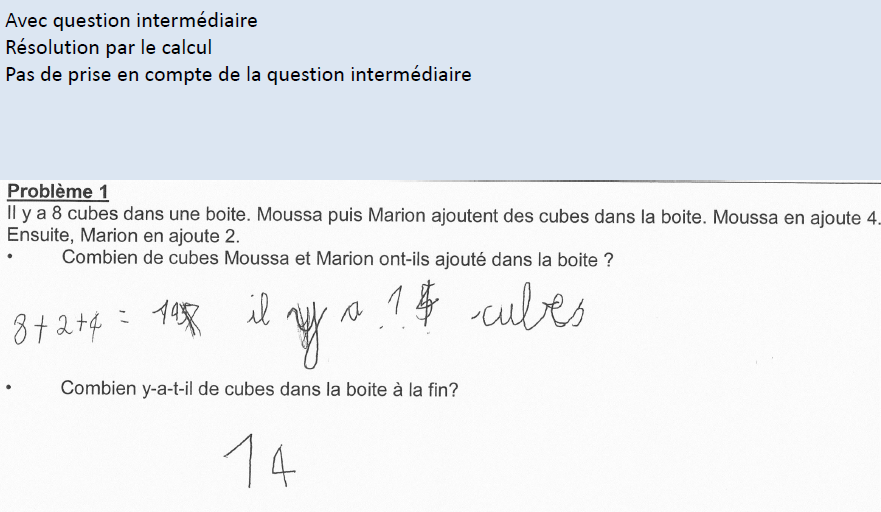 Avec question intermédiaire
Résolution par le calcul
Pas de prise en compte de la question intermédiaire
Problème 1
Il y a 8 cubes dans une boite. Moussa puis Marion ajoutent des cubes dans la boite. Moussa en ajoute 4.
Ensuite, Marion en ajoute 2.
• Combien de cubes Moussa et Marion ont-ils ajouté dans la boite ?
8+2+4 = 14 il y a 14 cubes
• Combien y-a-t-il de cubes dans la boite à la fin?
14